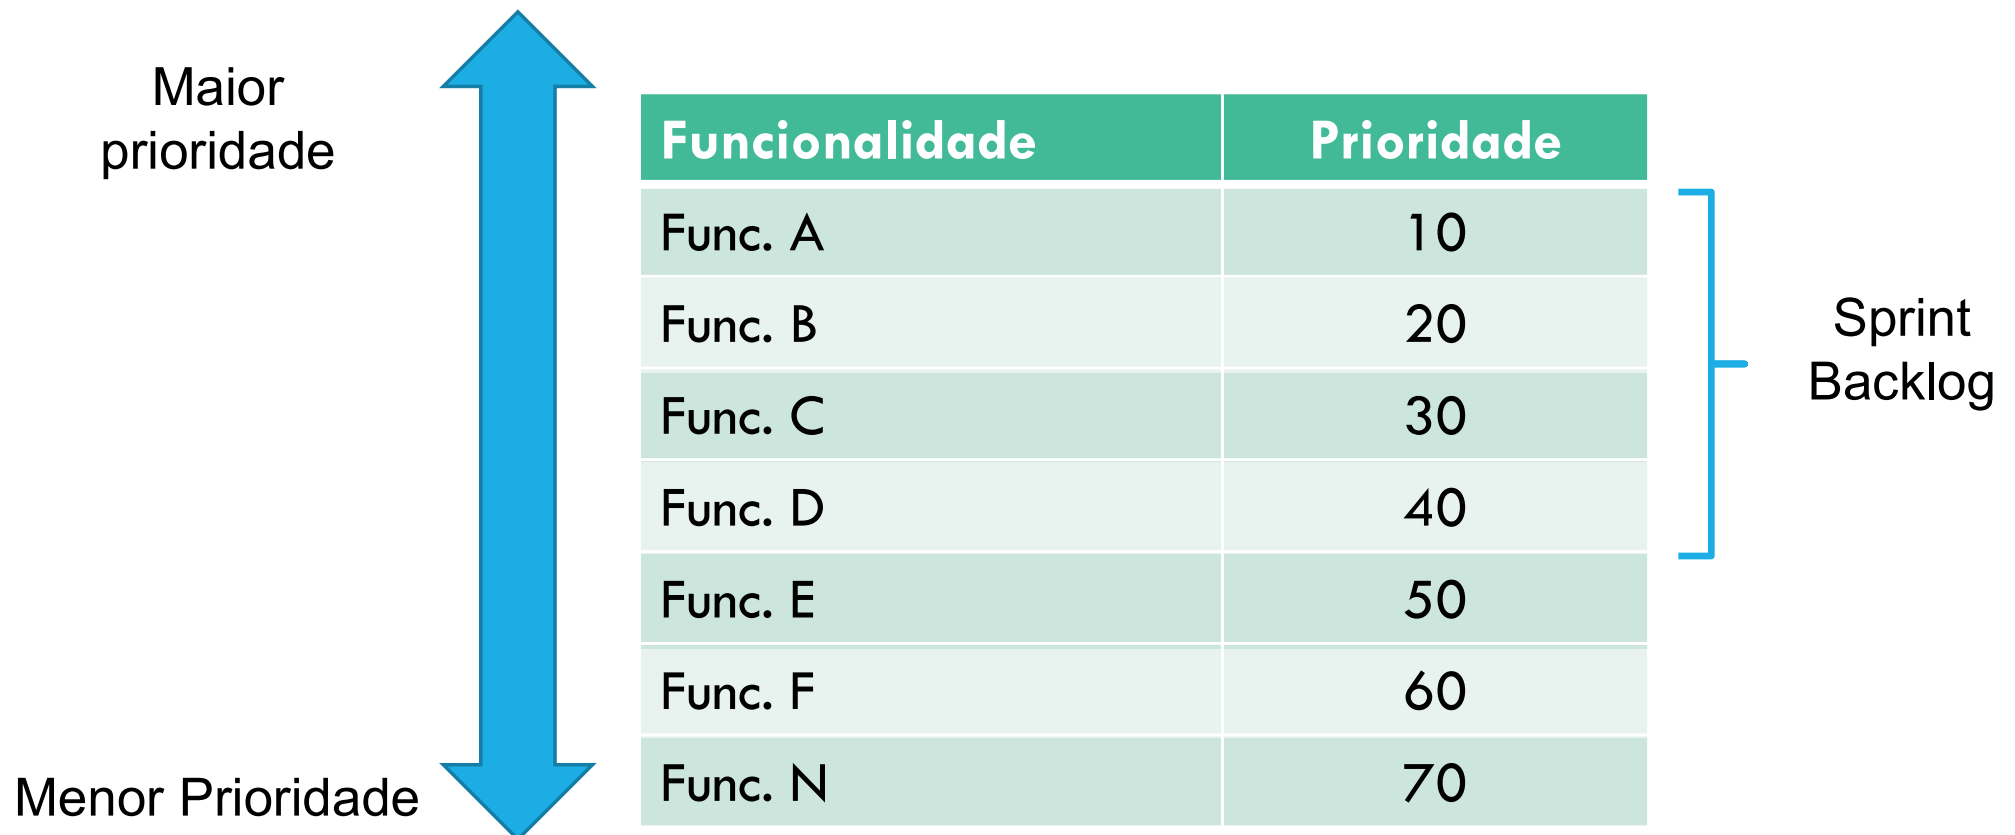 Maior
prioridade
Funcionalidade Prioridade
Func. A 10
Func. B 20
Func. C 30
Func. D 40
Func. E 50
Func. F 60
Func. N 70
Sprint
Backlog
Menor Prioridade